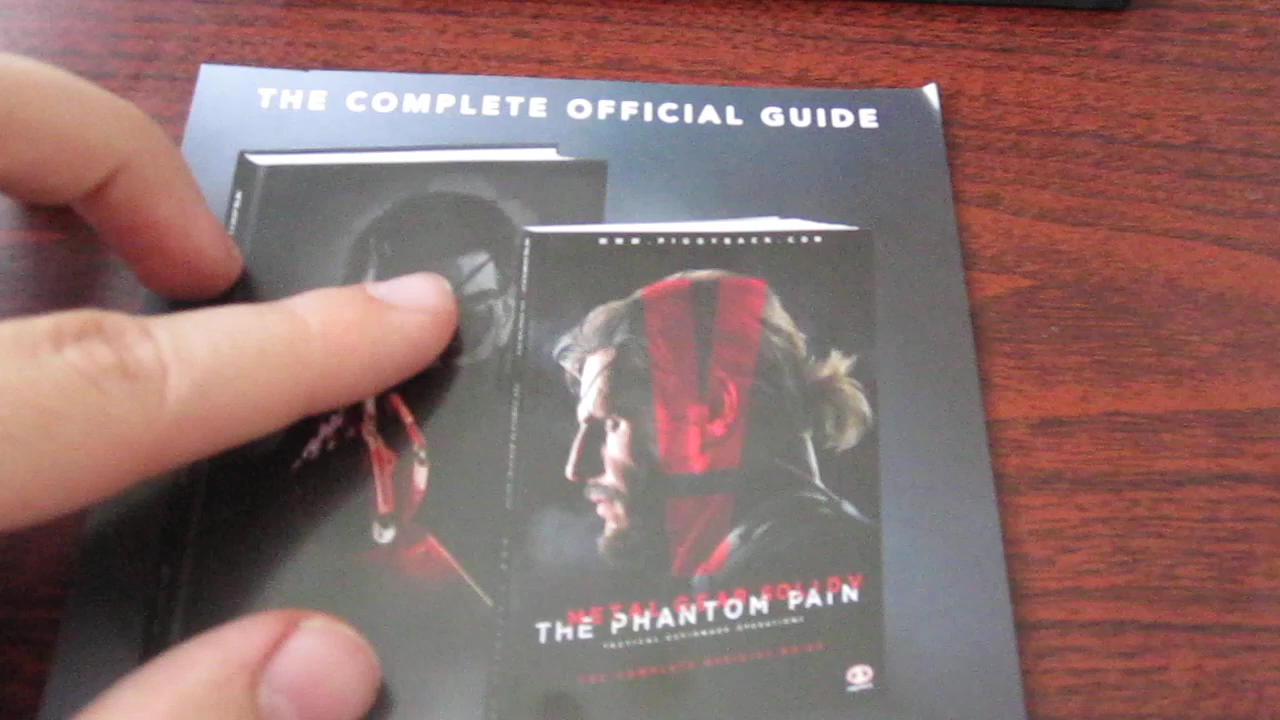 THE COMPLETE OFFICIAL GUIDE
WWW.PIGGYBACK.COM
METAL GEAR SOLID V
THE PHANTOM PAIN
TACTICAL ESPIONAGE OPERATIONS
THE COMPLETE OFFICIAL GUIDE